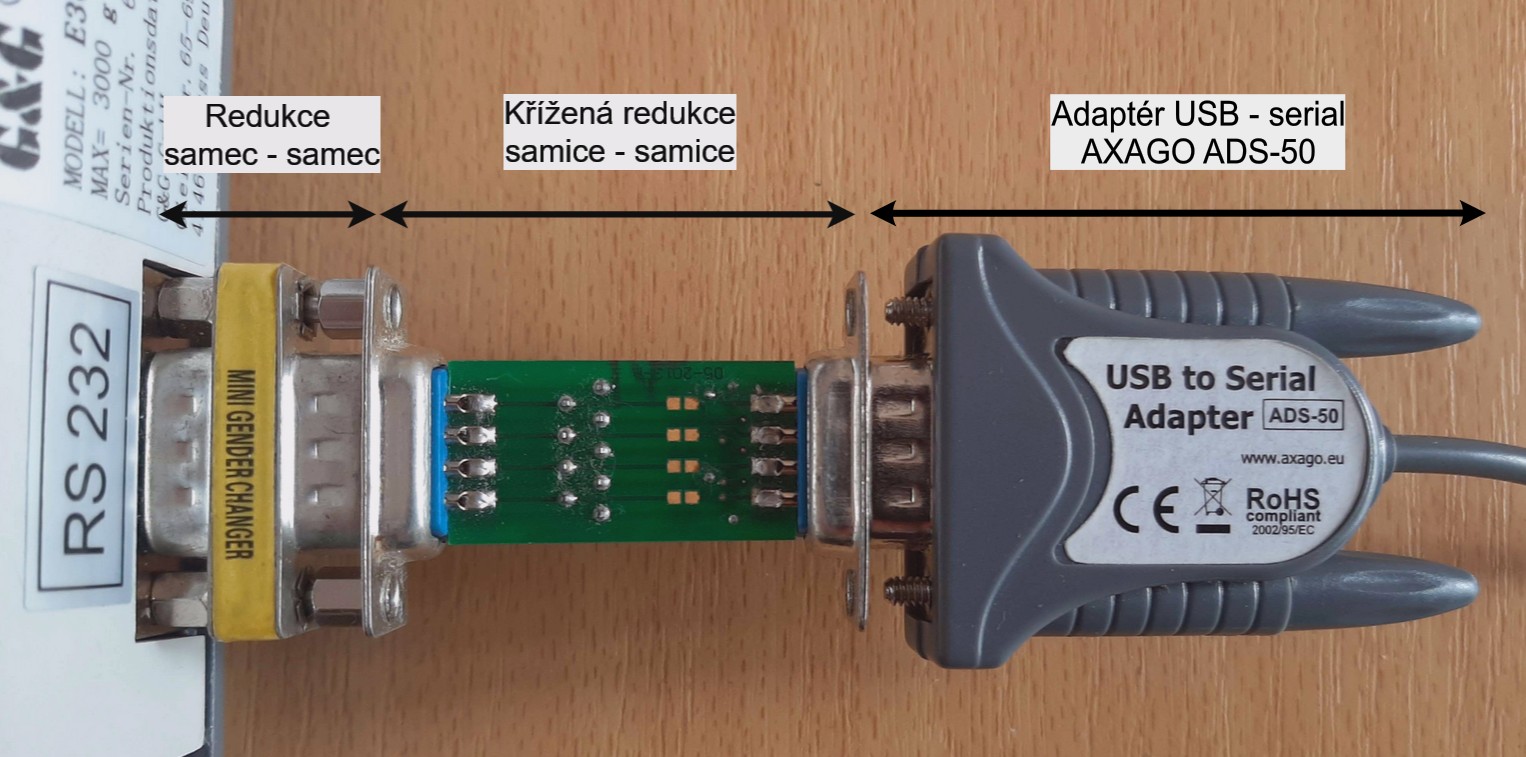 G&G
MODELL: E3
MAX= 3000 g
Serien-Nr.
Produktionsda
Redukce
samec - samec
Křížená redukce
samice - samice
Adaptér USB - serial
AXAGO ADS-50
RS 232
MINI GENDER CHANGER
USB to Serial
Adapter ADS-50
www.axago.eu
CE RoHS
compliant
2002/95/EC